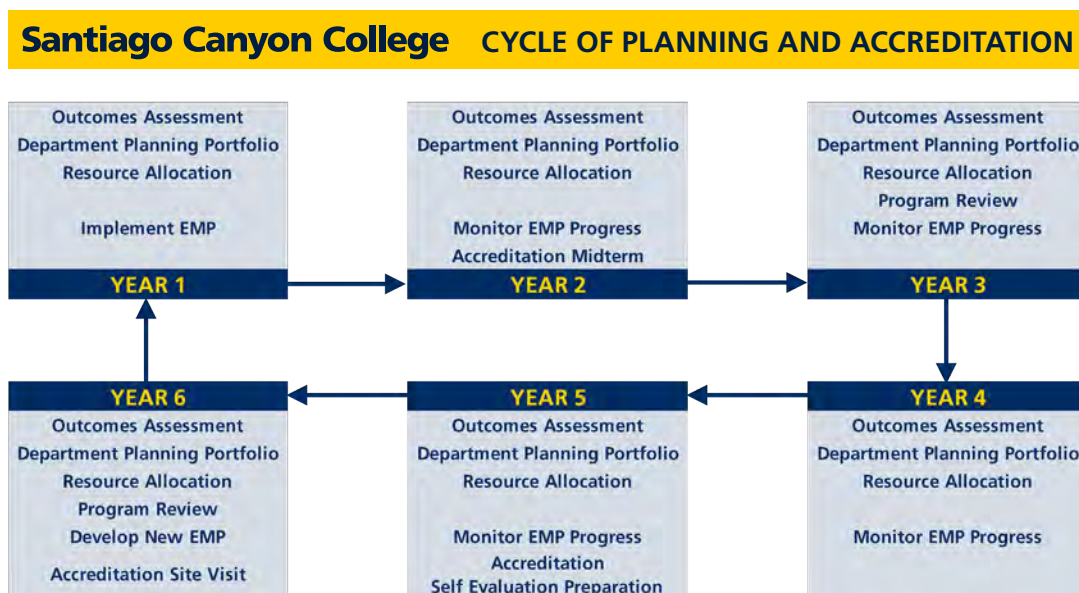 Santiago Canyon College CYCLE OF PLANNING AND ACCREDITATION
Outcomes Assessment
Department Planning Portfolio
Resource Allocation
Implement EMP
YEAR 1
Outcomes Assessment
Department Planning Portfolio
Resource Allocation
Monitor EMP Progress
Accreditation Midterm
YEAR 2
Outcomes Assessment
Department Planning Portfolio
Resource Allocation
Program Review
Monitor EMP Progress
YEAR 3
YEAR 4
Outcomes Assessment
Department Planning Portfolio
Resource Allocation
Monitor EMP Progress
YEAR 5
Outcomes Assessment
Department Planning Portfolio
Resource Allocation
Monitor EMP Progress
Accreditation
Self Evaluation Preparation
YEAR 6
Outcomes Assessment
Department Planning Portfolio
Resource Allocation
Program Review
Develop New EMP
Accreditation Site Visit